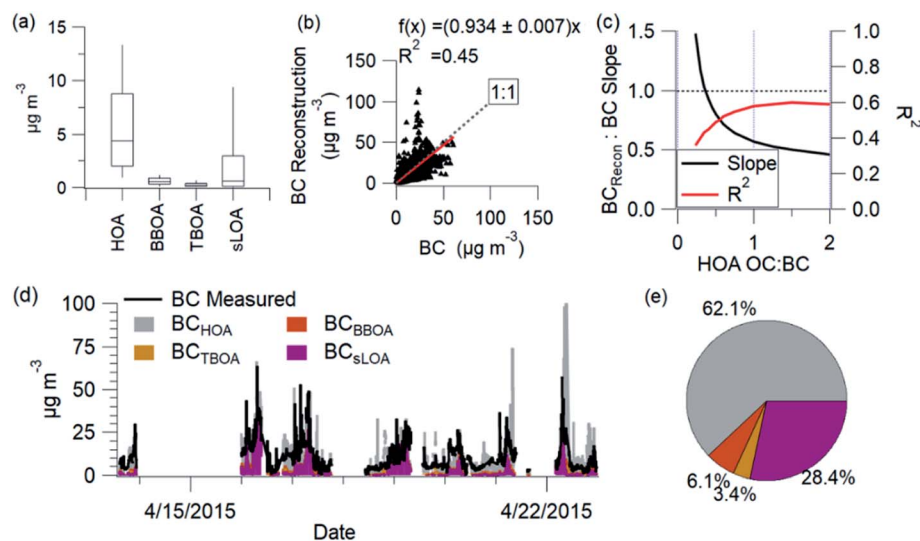 (a)
15
10
5
0
μg m⁻³
HOA
BBOA
TBOA
sLOA
(b)
f(x) =(0.934 ± 0.007)x
R² =0.45
BC Reconstruction
(μg m⁻³)
150
100
50
0
1:1
0 50 100 150
BC (μg m⁻³)
(c)
1.5
1.0
0.5
0.0
BC_Recon : BC Slope
1.0
0.8
0.6
0.4
0.2
0.0
R²
Slope
R²
0 1 2
HOA OC:BC
(d)
100
75
50
25
0
μg m⁻³
BC Measured
BC_HOA BC_BBOA
BC_TBOA BC_sLOA
4/15/2015 4/22/2015
Date
(e)
62.1%
6.1%
3.4%
28.4%